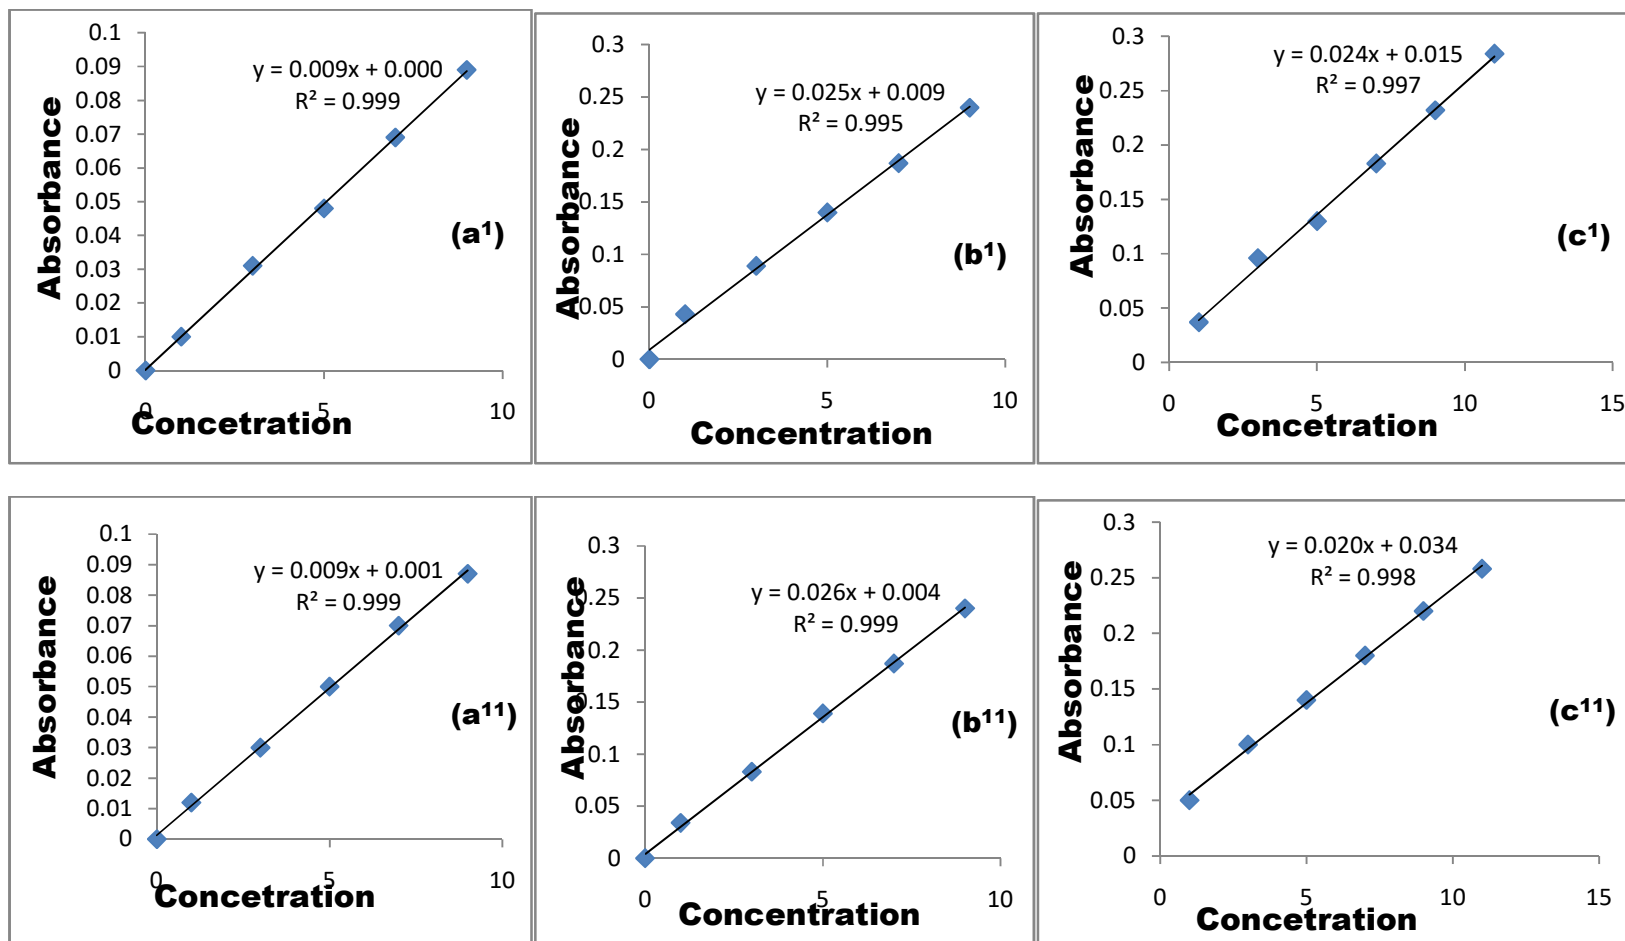 Absorbance
0.1
0.09
0.08
0.07
0.06
0.05
0.04
0.03
0.02
0.01
0
y = 0.009x + 0.000
R² = 0.999
(a¹)
0
5
10
Concetration
Absorbance
0.3
0.25
0.2
0.15
0.1
0.05
0
y = 0.025x + 0.009
R² = 0.995
(b¹)
0
5
10
Concentration
Absorbance
0.3
0.25
0.2
0.15
0.1
0.05
0
y = 0.024x + 0.015
R² = 0.997
(c¹)
0
5
10
15
Concetration
Absorbance
0.1
0.09
0.08
0.07
0.06
0.05
0.04
0.03
0.02
0.01
0
y = 0.009x + 0.001
R² = 0.999
(a¹¹)
0
5
10
Concetration
Absorbance
0.3
0.25
0.2
0.15
0.1
0.05
0
y = 0.026x + 0.004
R² = 0.999
(b¹¹)
0
5
10
Concentration
Absorbance
0.3
0.25
0.2
0.15
0.1
0.05
0
y = 0.020x + 0.034
R² = 0.998
(c¹¹)
0
5
10
15
Concetration